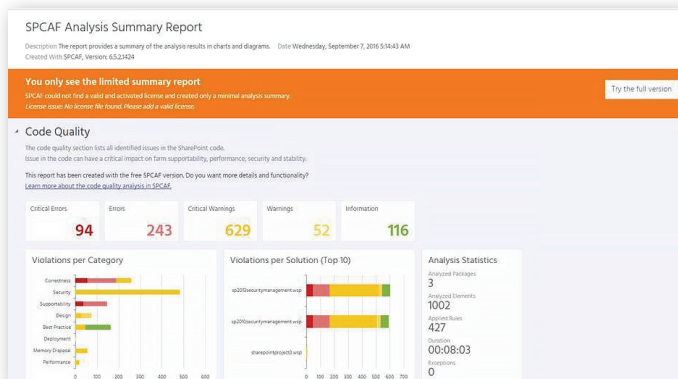 SPCAF Analysis Summary Report
Description The report provides a summary of the analysis results in charts and diagrams. Date Wednesday, September 7, 2016 5:14:43 AM
Created With SPCAF, Version: 6.5.2.1424
You only see the limited summary report
SPCAF could not find a valid and activated license and created only a minimal analysis summary.
License issue: No license file found. Please add a valid license.
Try the full version
Code Quality
The code quality section lists all identified issues in the SharePoint code.
Issue in the code can have a critical impact on farm supportability, performance, security and stability.
This report has been created with the free SPCAF version. Do you want more details and functionality?
Learn more about the code quality analysis in SPCAF.
Critical Errors
94
Errors
243
Critical Warnings
629
Warnings
52
Information
116
Violations per Category
Correctness
Security
Supportability
Design
Best Practice
Deployment
Memory Disposal
Performance
0 100 200 300 400 500 600
Violations per Solution (Top 10)
sp2013securitymanagement.wsp
sp2010securitymanagement.wsp
sharepointproject3.wsp
0 100 200 300 400 500 600 700
Analysis Statistics
Analyzed Packages
3
Analyzed Elements
1002
Applied Rules
427
Duration
00:08:03
Exceptions
0